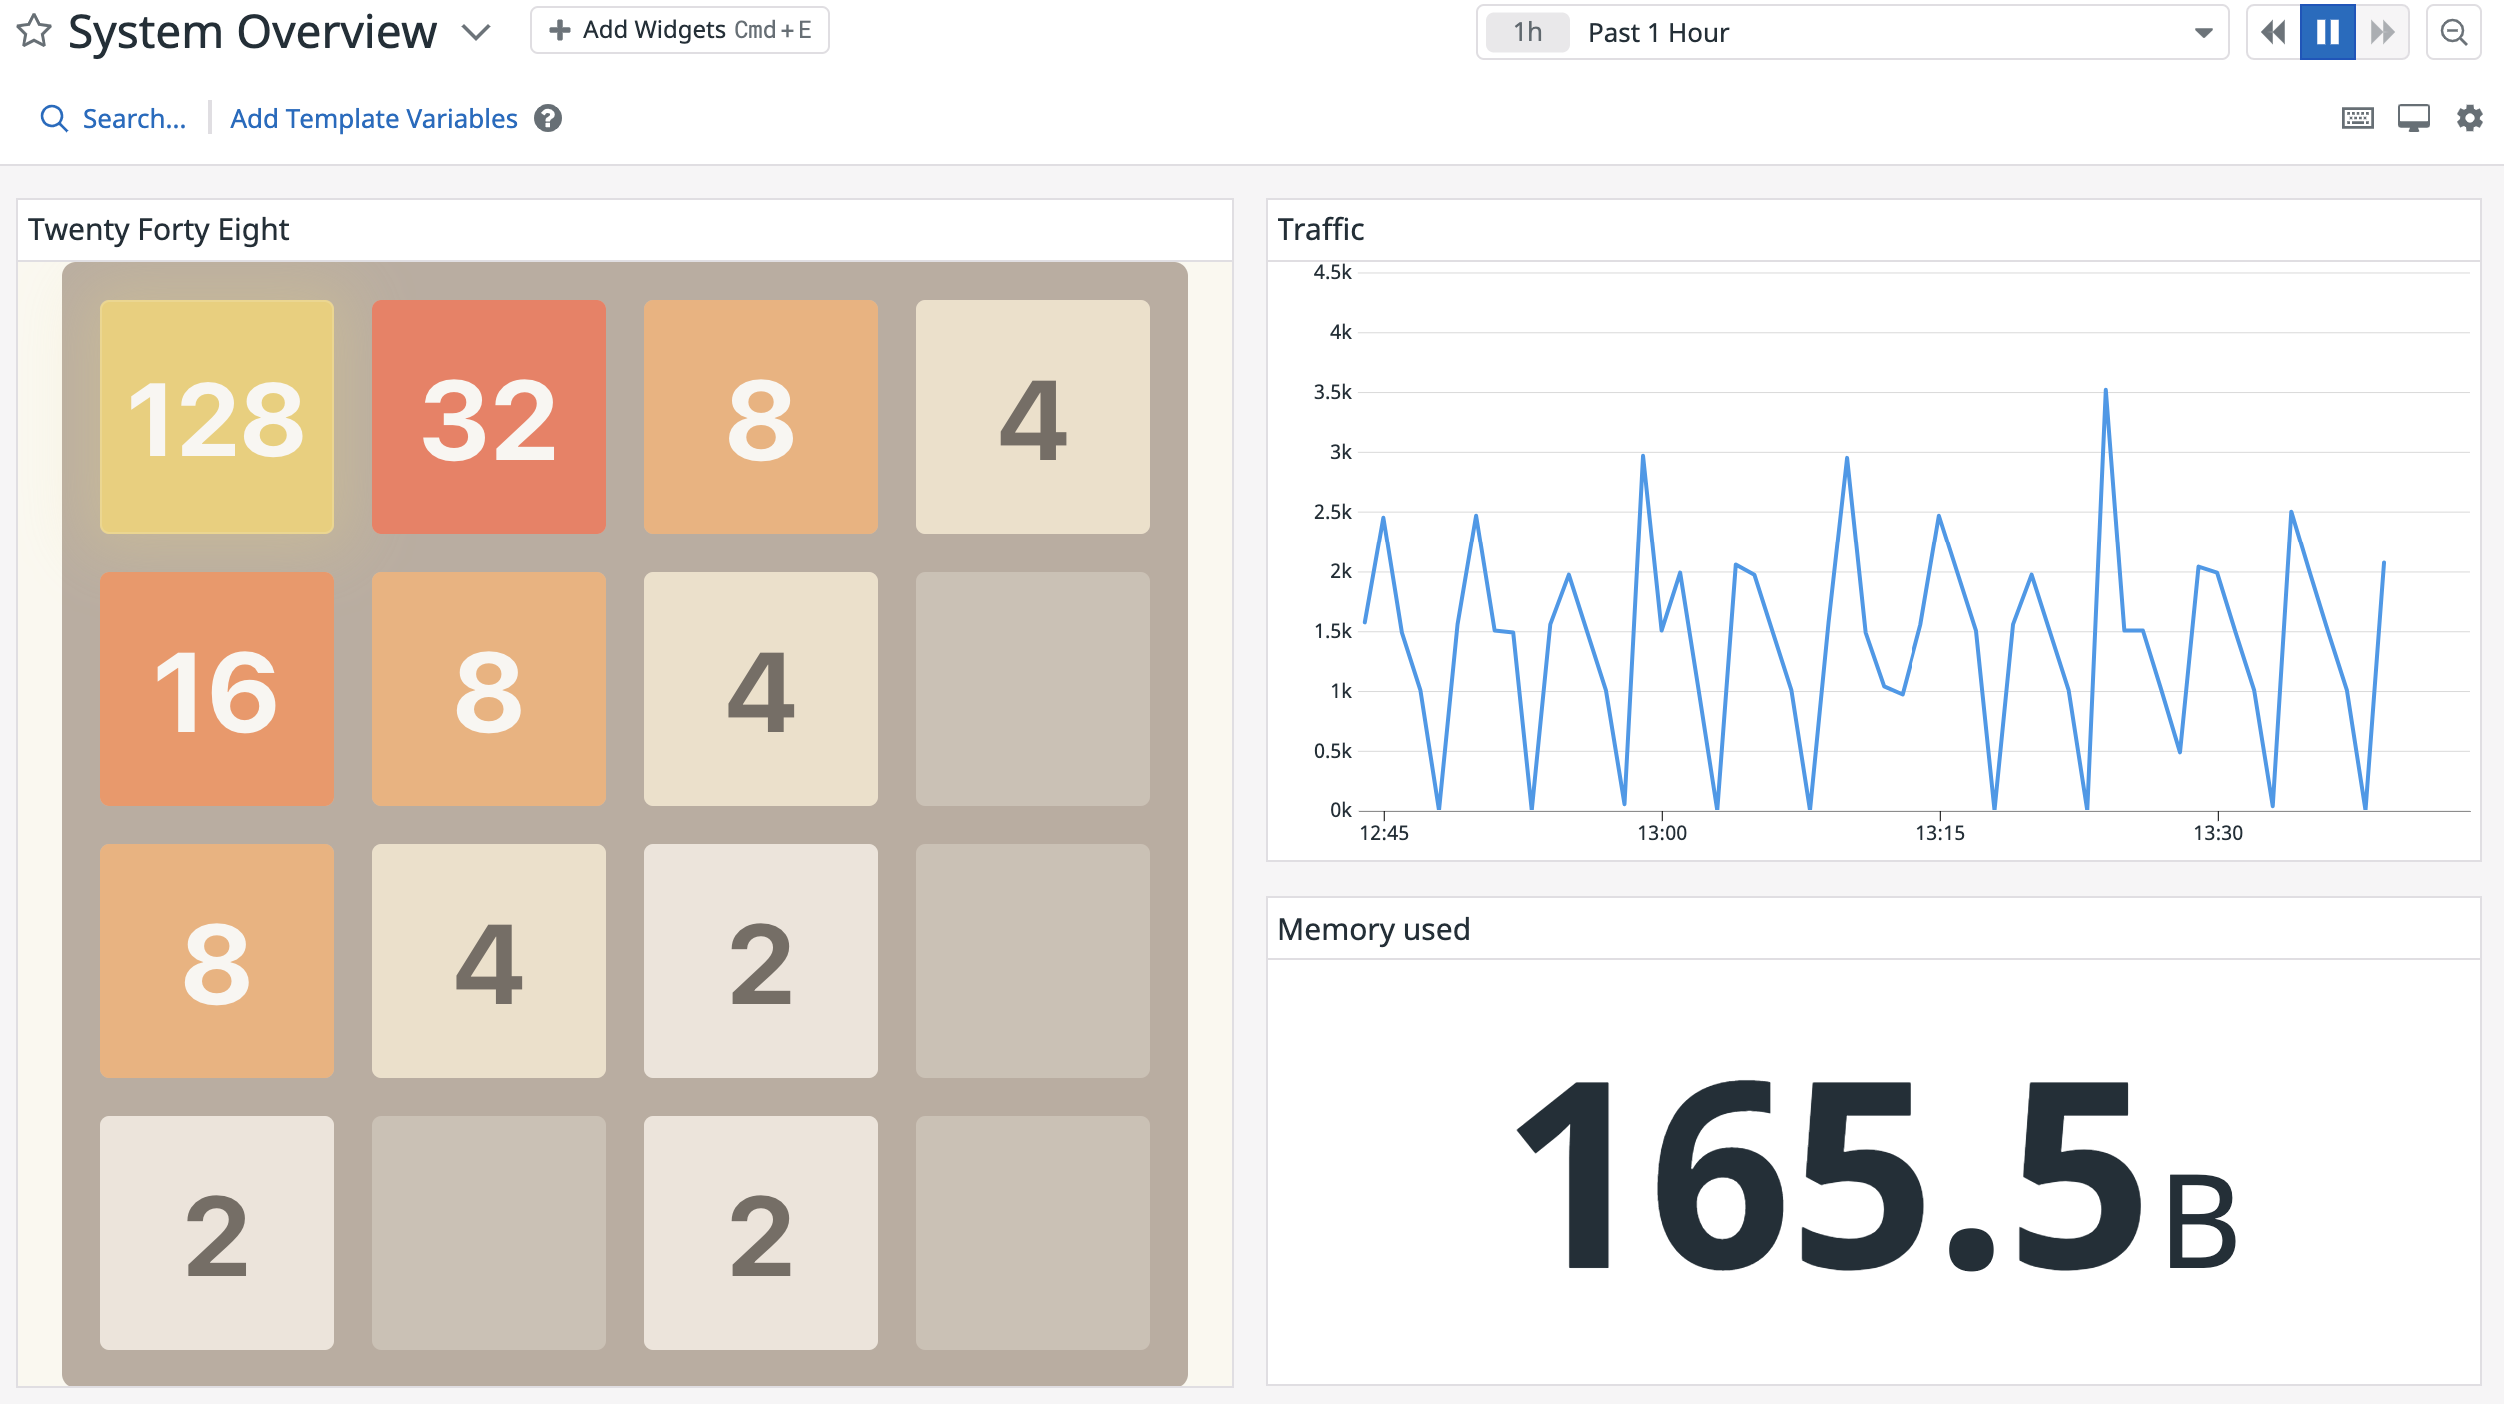 System Overview
Add Widgets Cmd+E
1h Past 1 Hour
Search...
Add Template Variables ?
Twenty Forty Eight
128 32 8 4
16 8 4
8 4 2
2 2
Traffic
4.5k
4k
3.5k
3k
2.5k
2k
1.5k
1k
0.5k
0k
12:45 13:00 13:15 13:30
Memory used
165.5 B